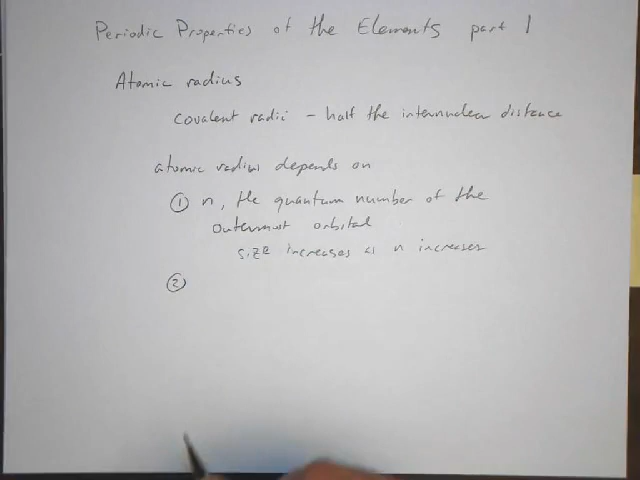 Periodic Properties of the Elements part 1
Atomic radius
covalent radii - half the internuclear distance
atomic radius depends on
① n, the quantum number of the
outermost orbital
size increases as n increases
②